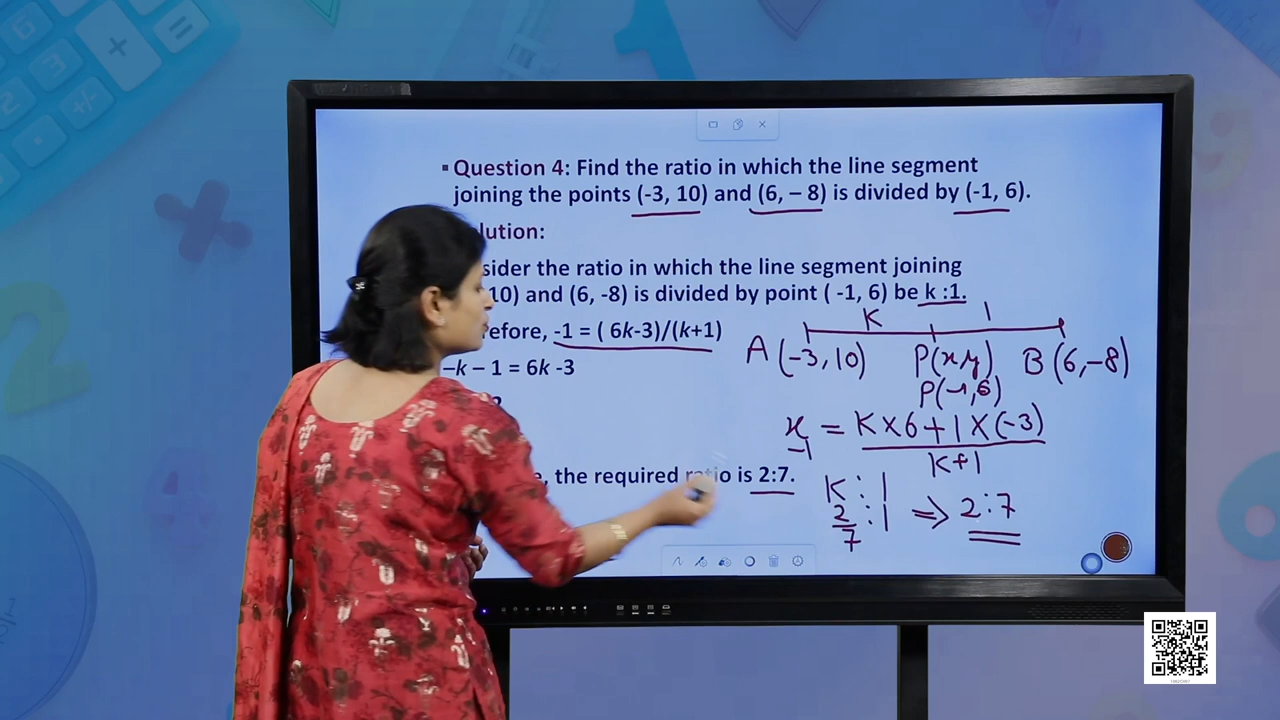 Question 4: Find the ratio in which the line segment
joining the points (-3, 10) and (6, – 8) is divided by (-1, 6).
lution:
sider the ratio in which the line segment joining
10) and (6, -8) is divided by point ( -1, 6) be k :1.
refore, -1 = ( 6k-3)/(k+1)
–k – 1 = 6k -3
, the required ratio is 2:7.
K 1
A (-3, 10) P(x, y) B (6, -8)
P(-1, 6)
x = K × 6 + 1 × (-3)
-1 K+1
K : 1
2/7 : 1 ⇒ 2:7